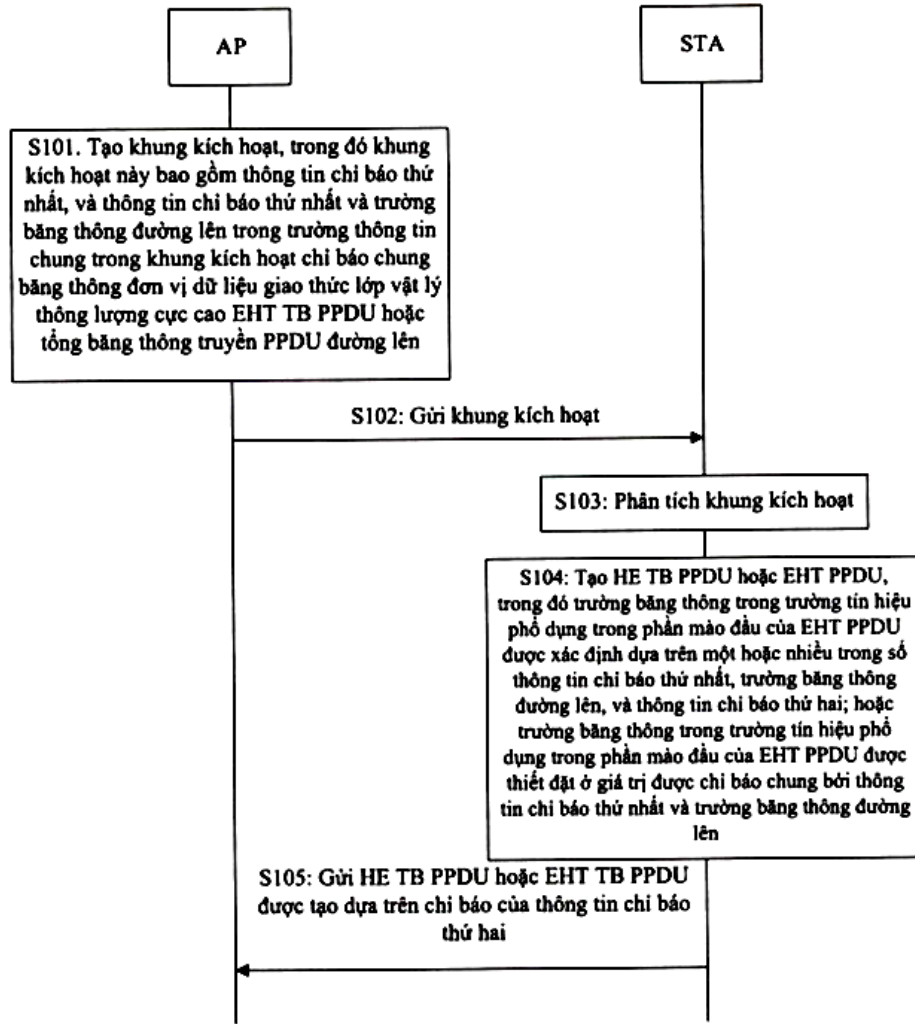 AP
STA
S101. Tạo khung kích hoạt, trong đó khung
kích hoạt này bao gồm thông tin chỉ báo thứ
nhất, và thông tin chỉ báo thứ nhất và trường
băng thông đường lên trong trường thông tin
chung trong khung kích hoạt chỉ báo chung
băng thông đơn vị dữ liệu giao thức lớp vật lý
thông lượng cực cao EHT TB PPDU hoặc
tổng băng thông truyền PPDU đường lên
S102: Gửi khung kích hoạt
S103: Phân tích khung kích hoạt
S104: Tạo HE TB PPDU hoặc EHT PPDU,
trong đó trường băng thông trong trường tín hiệu
phổ dụng trong phần mào đầu của EHT PPDU
được xác định dựa trên một hoặc nhiều trong số
thông tin chỉ báo thứ nhất, trường băng thông
đường lên, và thông tin chỉ báo thứ hai; hoặc
trường băng thông trong trường tín hiệu phổ
dụng trong phần mào đầu của EHT PPDU được
thiết đặt ở giá trị được chỉ báo chung bởi thông
tin chỉ báo thứ nhất và trường băng thông đường
lên
S105: Gửi HE TB PPDU hoặc EHT TB PPDU
được tạo dựa trên chỉ báo của thông tin chỉ báo
thứ hai